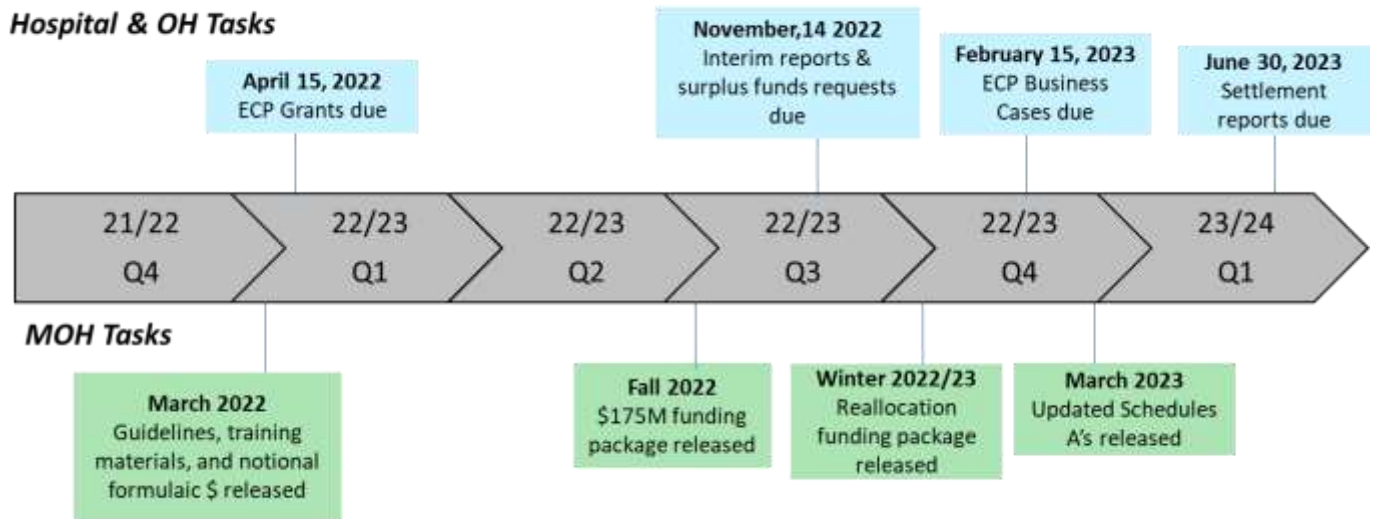 Hospital & OH Tasks
April 15, 2022
ECP Grants due
November,14 2022
Interim reports &
surplus funds requests
due
February 15, 2023
ECP Business
Cases due
June 30, 2023
Settlement
reports due
21/22
Q4
22/23
Q1
22/23
Q2
22/23
Q3
22/23
Q4
23/24
Q1
MOH Tasks
March 2022
Guidelines, training
materials, and notional
formulaic $ released
Fall 2022
$175M funding
package released
Winter 2022/23
Reallocation
funding package
released
March 2023
Updated Schedules
A's released